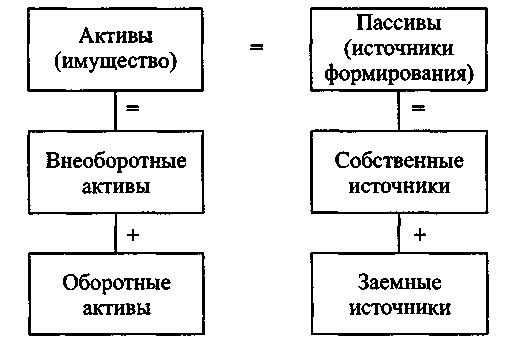 Активы
(имущество)
=
Пассивы
(источники
формирования)
=
=
Внеоборотные
активы
Собственные
источники
+
+
Оборотные
активы
Заемные
источники